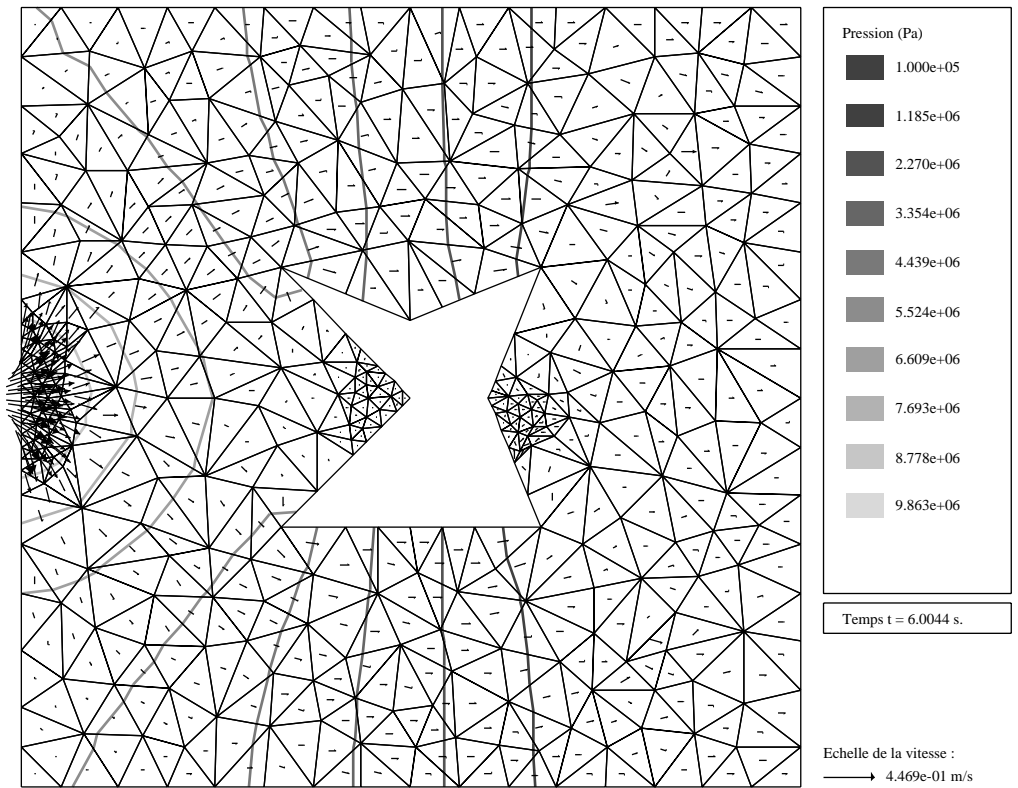 Pression (Pa)
1.000e+05
1.185e+06
2.270e+06
3.354e+06
4.439e+06
5.524e+06
6.609e+06
7.693e+06
8.778e+06
9.863e+06
Temps t = 6.0044 s.
Echelle de la vitesse :
4.469e-01 m/s